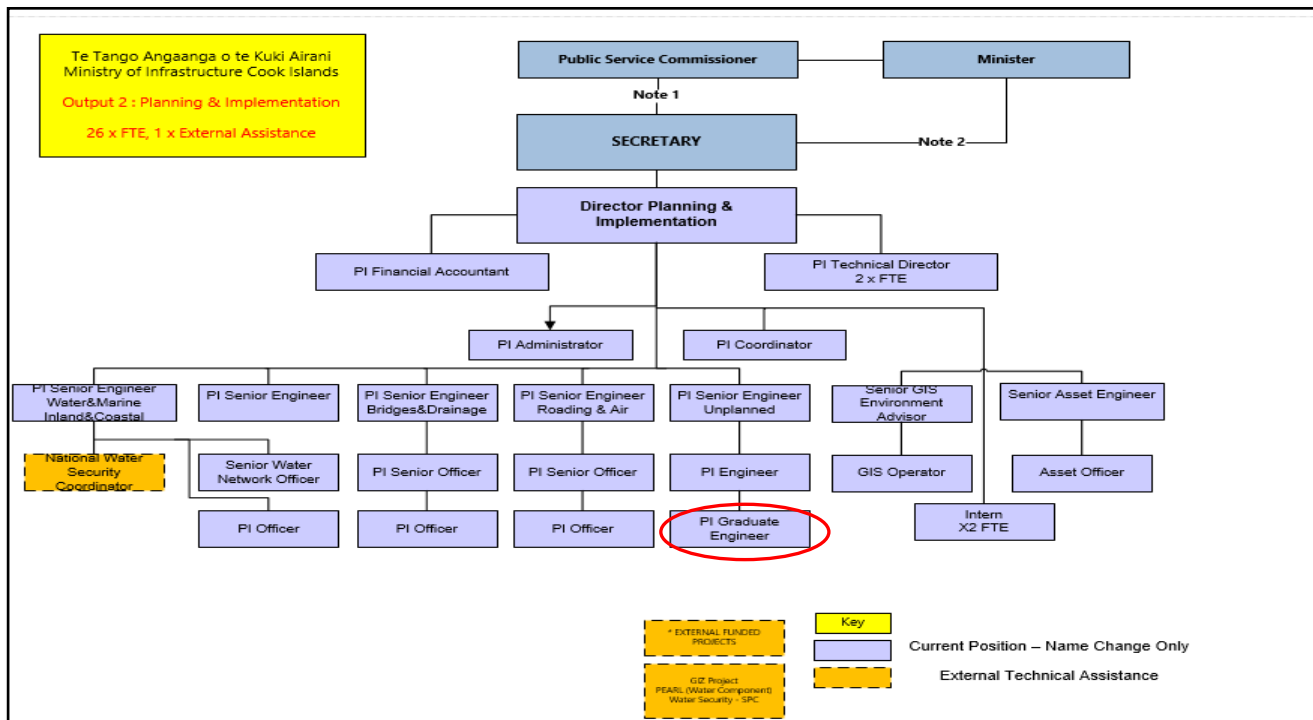 Te Tango Angaanga o te Kuki Airani
Ministry of Infrastructure Cook Islands
Output 2 : Planning & Implementation
26 x FTE, 1 x External Assistance
Public Service Commissioner
Minister
Note 1
SECRETARY
Note 2
Director Planning &
Implementation
PI Financial Accountant
PI Technical Director
2 x FTE
PI Administrator
PI Coordinator
PI Senior Engineer
Water&Marine
Inland&Coastal
PI Senior Engineer
PI Senior Engineer
Bridges&Drainage
PI Senior Engineer
Roading & Air
PI Senior Engineer
Unplanned
Senior GIS
Environment
Advisor
Senior Asset Engineer
National Water
Security
Coordinator
Senior Water
Network Officer
PI Senior Officer
PI Senior Officer
PI Engineer
GIS Operator
Asset Officer
PI Officer
PI Officer
PI Officer
PI Graduate
Engineer
Intern
X2 FTE
* EXTERNAL FUNDED
PROJECTS
GIZ Project
PEARL (Water Component)
Water Security - SPC
Key
Current Position – Name Change Only
External Technical Assistance